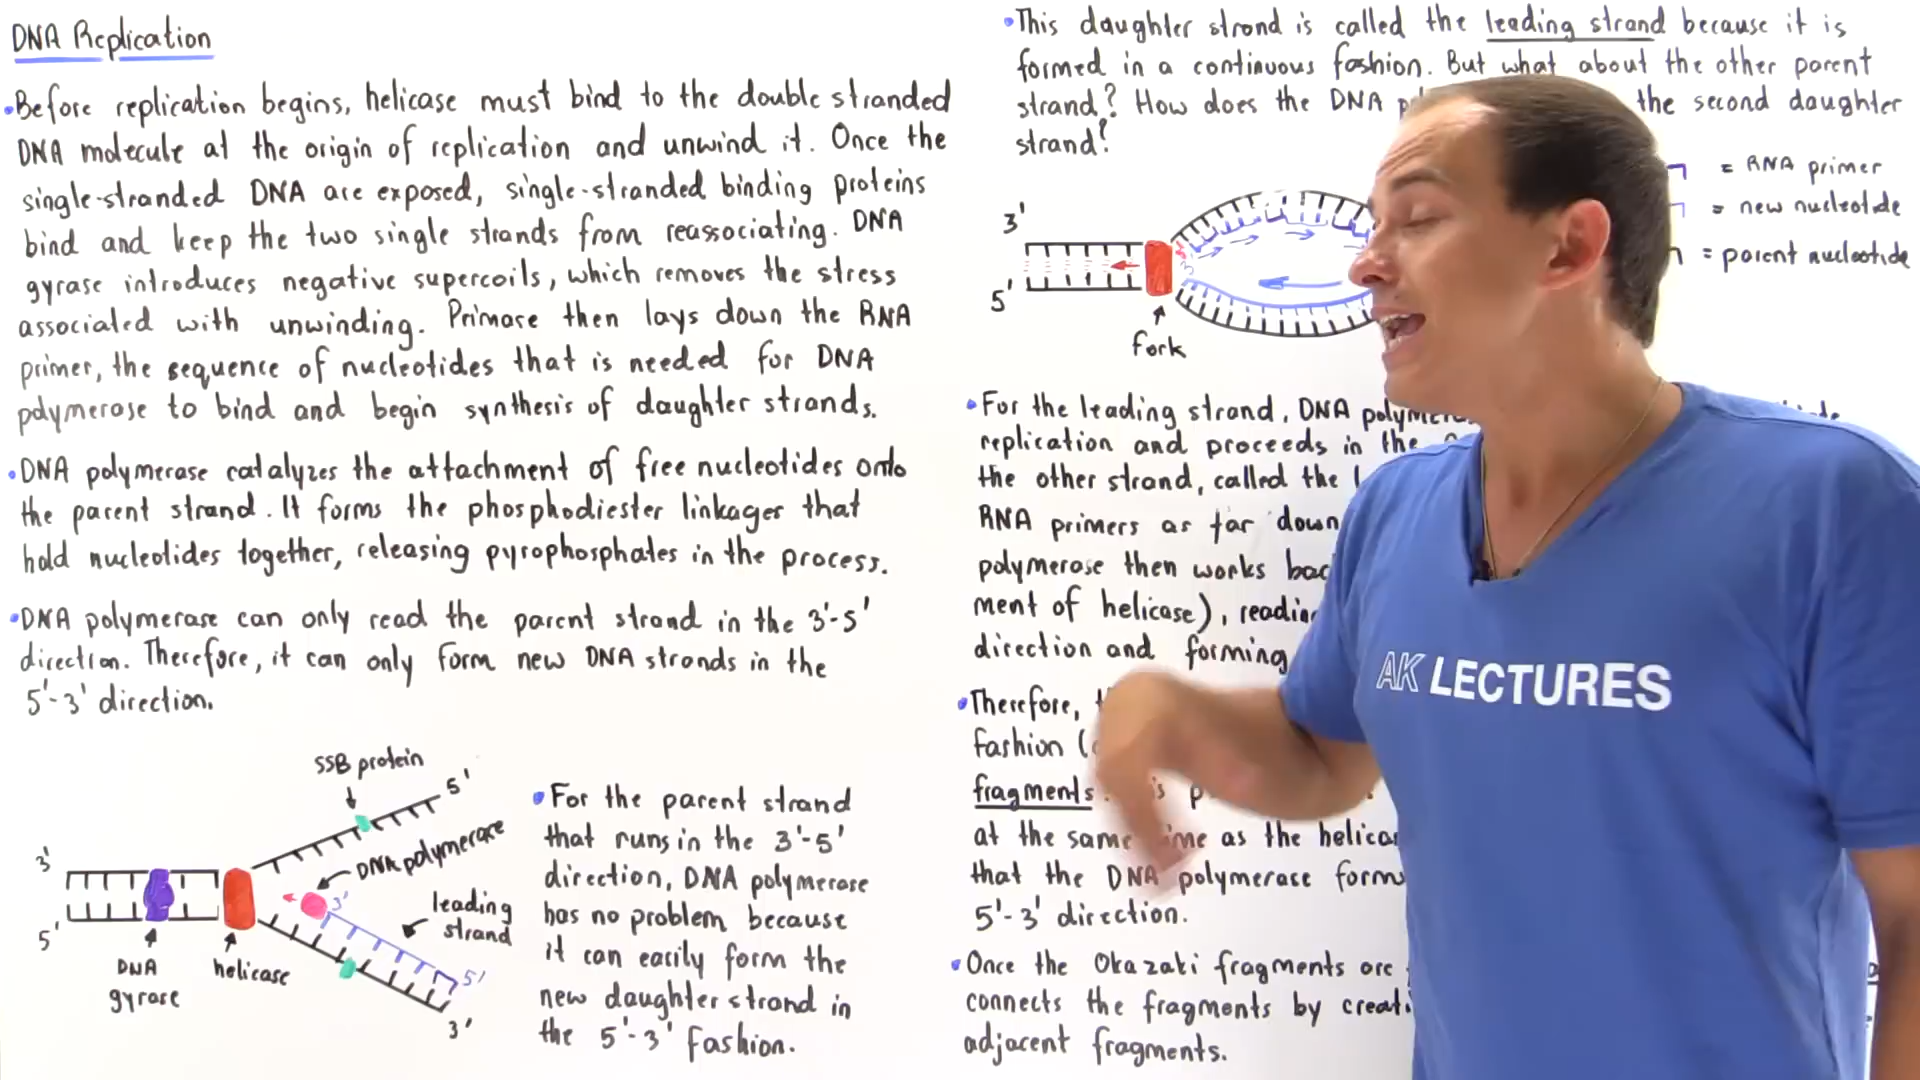 DNA Replication
•Before replication begins, helicase must bind to the double stranded
DNA molecule at the origin of replication and unwind it. Once the
single-stranded DNA are exposed, single-stranded binding proteins
bind and keep the two single strands from reassociating. DNA
gyrase introduces negative supercoils, which removes the stress
associated with unwinding. Primase then lays down the RNA
primer, the sequence of nucleotides that is needed for DNA
polymerase to bind and begin synthesis of daughter strands.
•DNA polymerase catalyzes the attachment of free nucleotides onto
the parent strand. It forms the phosphodiester linkages that
hold nucleotides together, releasing pyrophosphates in the process.
•DNA polymerase can only read the parent strand in the 3'-5'
direction. Therefore, it can only form new DNA strands in the
5'-3' direction.
SSB protein
5'
DNA polymerase
3'
3'
leading
strand
5'
5'
3'
DNA
gyrase
helicase
•For the parent strand
that runs in the 3'-5'
direction, DNA polymerase
has no problem because
it can easily form the
new daughter strand in
the 5'-3' fashion.
•This daughter strand is called the leading strand because it is
formed in a continuous fashion. But what about the other parent
strand? How does the DNA the second daughter
strand?
= RNA primer
= new nucleotide
= parent nucleotide
3'
5'
fork
•For the leading strand, DNA
replication and proceeds in the
the other strand, called the
RNA primers as far down
polymerase then works
ment of helicase),
direction and forming
•Therefore,
fashion
fragments.
at the same as the
that the DNA polymerase
5'-3' direction.
•Once the Okazaki fragments are
connects the fragments by
adjacent fragments.
AK LECTURES